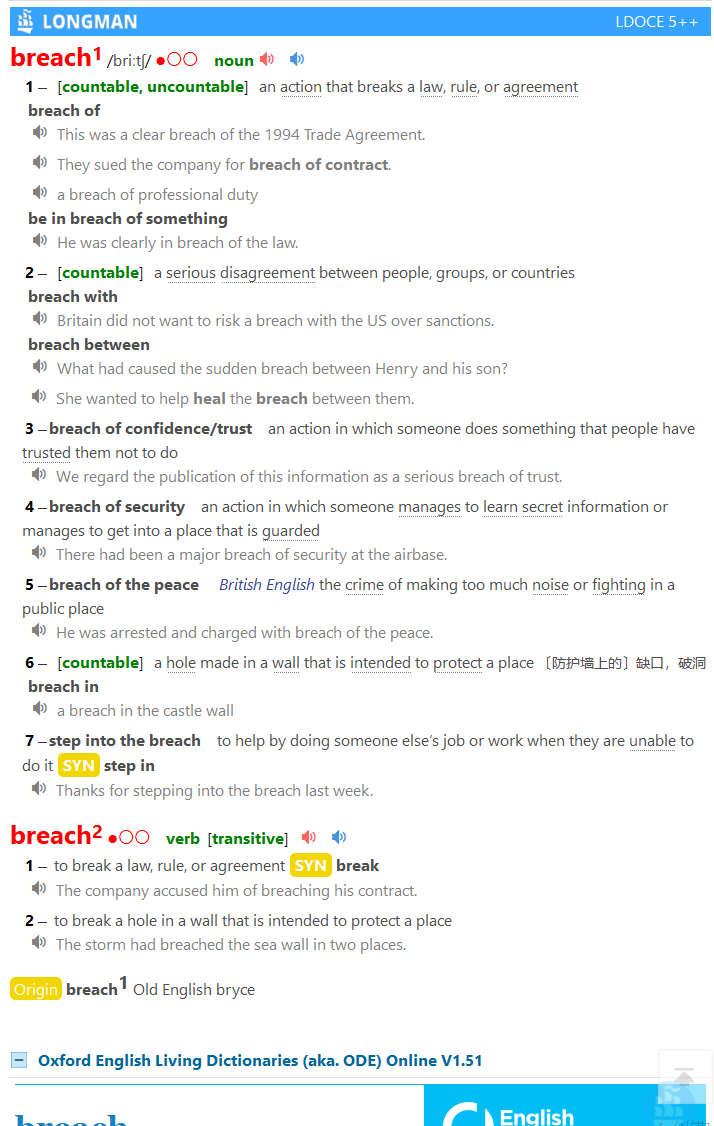 LONGMAN LDOCE 5++
breach1 /briːtʃ/ ●○○ noun
1 – [countable, uncountable] an action that breaks a law, rule, or agreement
breach of
This was a clear breach of the 1994 Trade Agreement.
They sued the company for breach of contract.
a breach of professional duty
be in breach of something
He was clearly in breach of the law.
2 – [countable] a serious disagreement between people, groups, or countries
breach with
Britain did not want to risk a breach with the US over sanctions.
breach between
What had caused the sudden breach between Henry and his son?
She wanted to help heal the breach between them.
3 – breach of confidence/trust an action in which someone does something that people have
trusted them not to do
We regard the publication of this information as a serious breach of trust.
4 – breach of security an action in which someone manages to learn secret information or
manages to get into a place that is guarded
There had been a major breach of security at the airbase.
5 – breach of the peace British English the crime of making too much noise or fighting in a
public place
He was arrested and charged with breach of the peace.
6 – [countable] a hole made in a wall that is intended to protect a place 〔防护墙上的〕缺口，破洞
breach in
a breach in the castle wall
7 – step into the breach to help by doing someone else’s job or work when they are unable to
do it SYN step in
Thanks for stepping into the breach last week.
breach2 ●○○ verb [transitive]
1 – to break a law, rule, or agreement SYN break
The company accused him of breaching his contract.
2 – to break a hole in a wall that is intended to protect a place
The storm had breached the sea wall in two places.
Origin breach1 Old English bryce
Oxford English Living Dictionaries (aka. ODE) Online V1.51
breach English